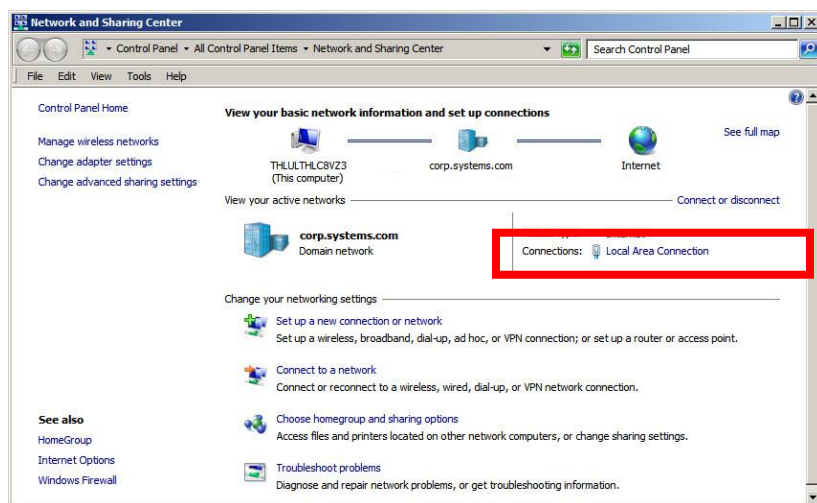 Network and Sharing Center
Control Panel All Control Panel Items Network and Sharing Center Search Control Panel
File Edit View Tools Help
Control Panel Home
Manage wireless networks
Change adapter settings
Change advanced sharing settings
View your basic network information and set up connections
See full map
THLULTHLC8VZ3 corp.systems.com Internet
(This computer)
View your active networks Connect or disconnect
corp.systems.com
Domain network
Connections: Local Area Connection
Change your networking settings
Set up a new connection or network
Set up a wireless, broadband, dial-up, ad hoc, or VPN connection; or set up a router or access point.
Connect to a network
Connect or reconnect to a wireless, wired, dial-up, or VPN network connection.
Choose homegroup and sharing options
Access files and printers located on other network computers, or change sharing settings.
Troubleshoot problems
Diagnose and repair network problems, or get troubleshooting information.
See also
HomeGroup
Internet Options
Windows Firewall